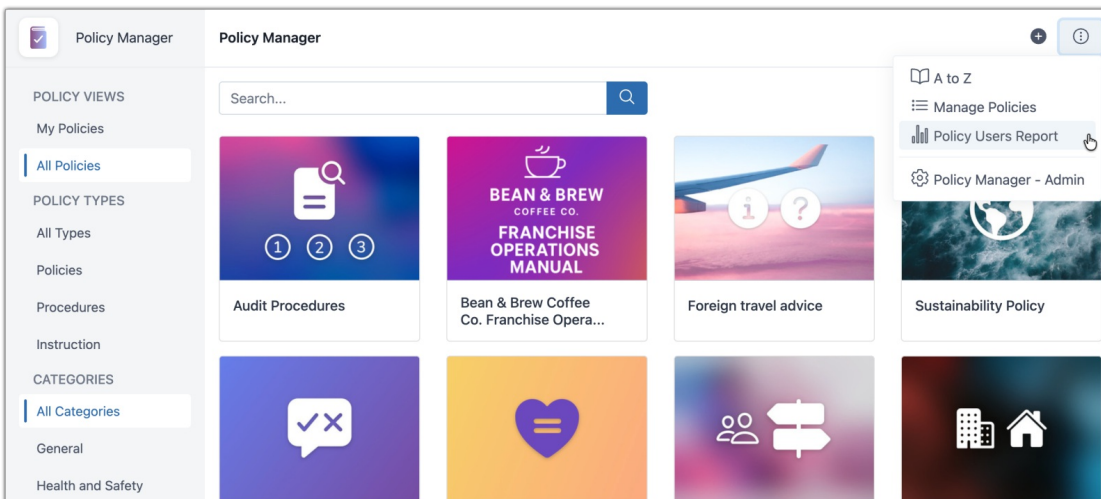 Policy Manager
Policy Manager
POLICY VIEWS
My Policies
All Policies
POLICY TYPES
All Types
Policies
Procedures
Instruction
CATEGORIES
All Categories
General
Health and Safety
Search...
A to Z
Manage Policies
Policy Users Report
Policy Manager - Admin
1 2 3
Audit Procedures
BEAN & BREW
COFFEE CO.
FRANCHISE
OPERATIONS
MANUAL
Bean & Brew Coffee
Co. Franchise Opera...
i ?
Foreign travel advice
Sustainability Policy